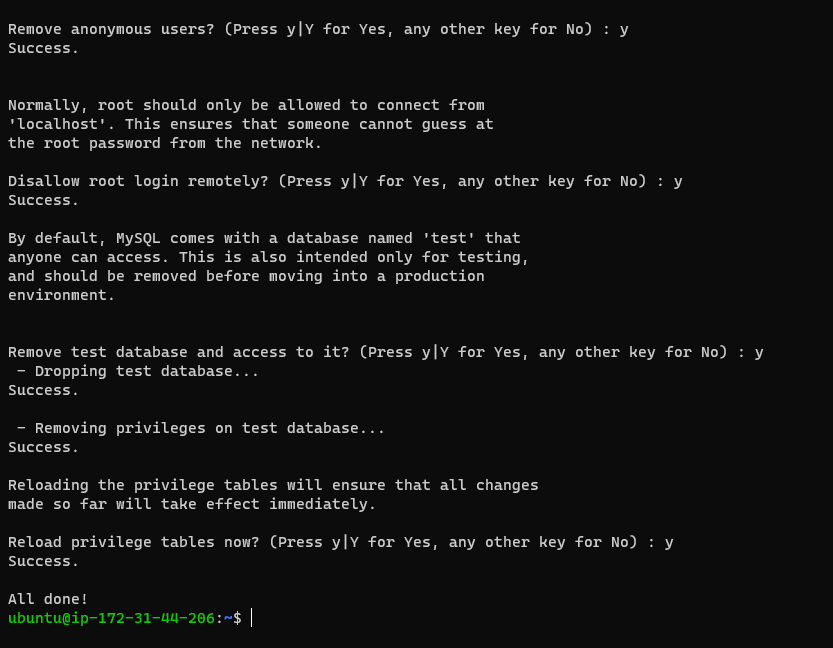 Remove anonymous users? (Press y|Y for Yes, any other key for No) : y
Success.
Normally, root should only be allowed to connect from
'localhost'. This ensures that someone cannot guess at
the root password from the network.
Disallow root login remotely? (Press y|Y for Yes, any other key for No) : y
Success.
By default, MySQL comes with a database named 'test' that
anyone can access. This is also intended only for testing,
and should be removed before moving into a production
environment.
Remove test database and access to it? (Press y|Y for Yes, any other key for No) : y
 - Dropping test database...
Success.
 - Removing privileges on test database...
Success.
Reloading the privilege tables will ensure that all changes
made so far will take effect immediately.
Reload privilege tables now? (Press y|Y for Yes, any other key for No) : y
Success.
All done!
ubuntu@ip-172-31-44-206:~$